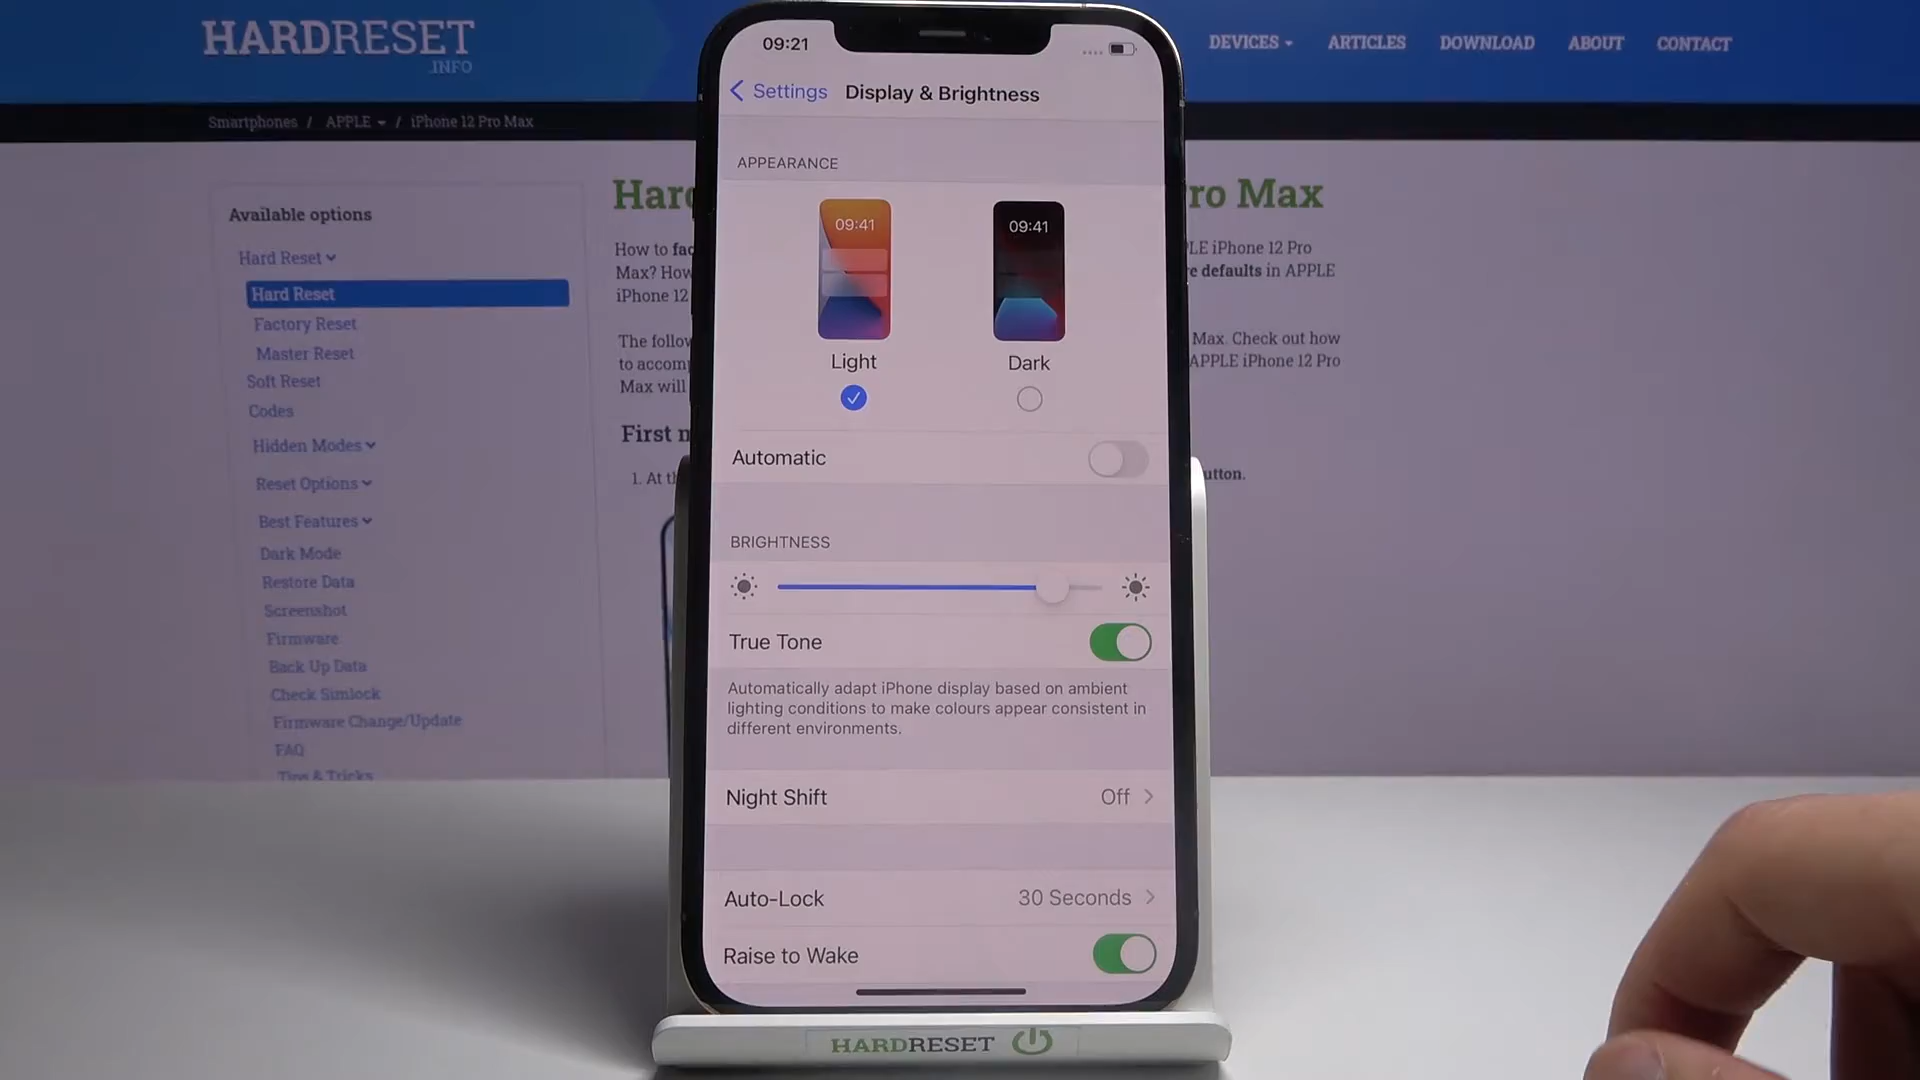 HARDRESET
.INFO
DEVICES
ARTICLES
DOWNLOAD
ABOUT
CONTACT
Smartphones / APPLE / iPhone 12 Pro Max
Available options
Hard Reset
Hard Reset
Factory Reset
Master Reset
Soft Reset
Codes
Hidden Modes
Reset Options
Best Features
Dark Mode
Restore Data
Screenshot
Firmware
Back Up Data
Check Simlock
Firmware Change/Update
FAQ
Tips & Tricks
ro Max
How to
Max? How
iPhone 12
The follow
to
Max will
First
1. At
iPhone 12 Pro
defaults in APPLE
Max. Check out how
APPLE iPhone 12 Pro
09:21
Settings
Display & Brightness
APPEARANCE
09:41
09:41
Light
Dark
Automatic
BRIGHTNESS
True Tone
Automatically adapt iPhone display based on ambient
lighting conditions to make colours appear consistent in
different environments.
Night Shift
Off
Auto-Lock
30 Seconds
Raise to Wake
HARDRESET